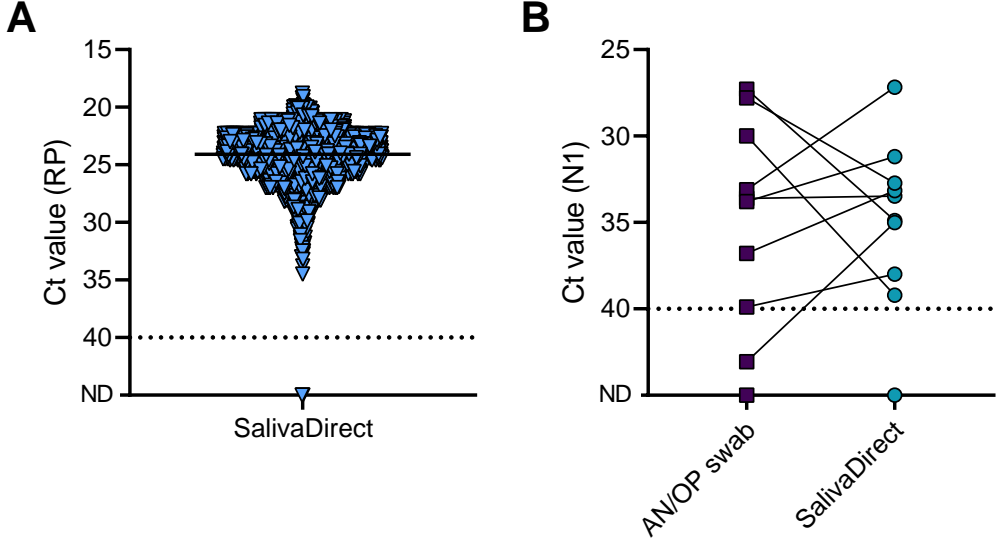 A
Ct value (RP)
15
20
25
30
35
40
ND
SalivaDirect
B
Ct value (N1)
25
30
35
40
ND
AN/OP swab
SalivaDirect